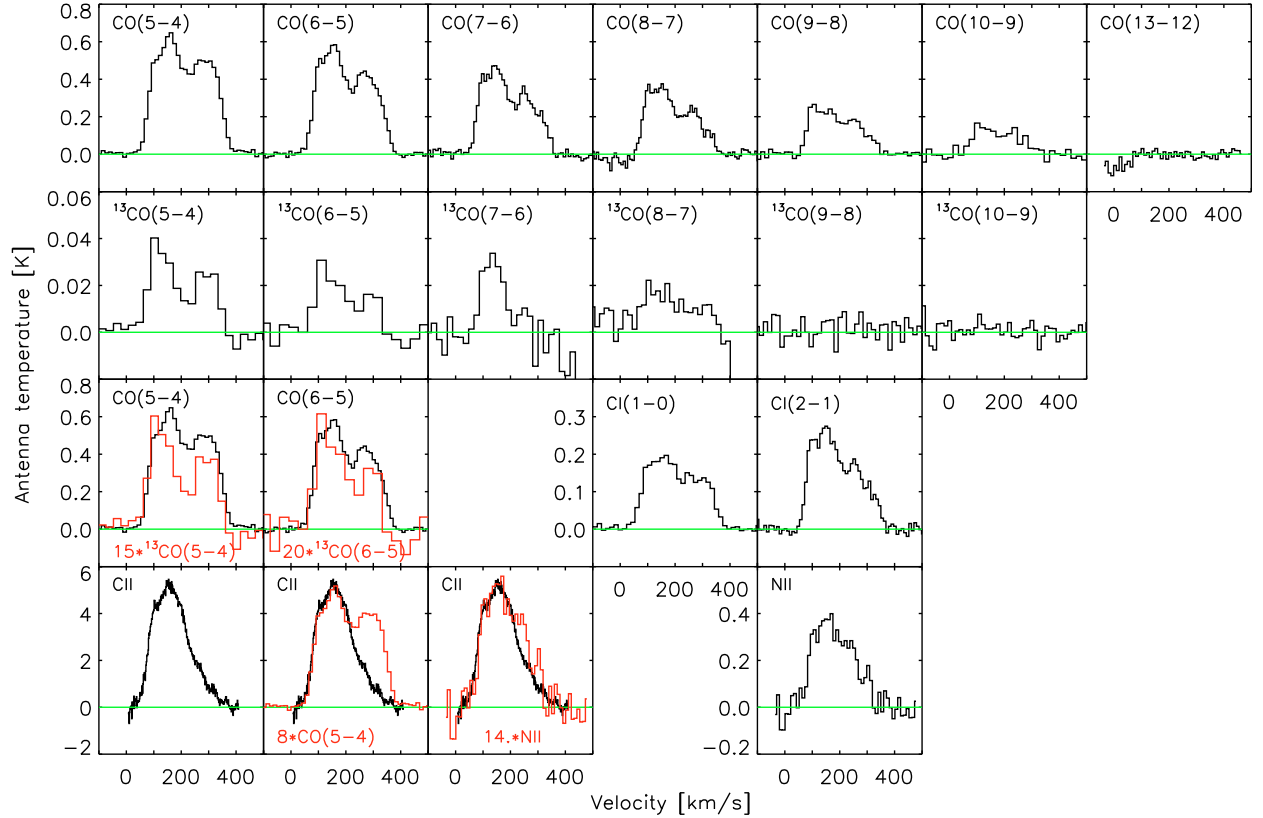 CO(5−4) CO(6−5) CO(7−6) CO(8−7) CO(9−8) CO(10−9) CO(13−12)
0.8
0.6
0.4
0.2
0.0
0 200 400
¹³CO(5−4) ¹³CO(6−5) ¹³CO(7−6) ¹³CO(8−7) ¹³CO(9−8) ¹³CO(10−9)
0.06
0.04
0.02
0.0
0 200 400
Antenna temperature [K]
CO(5−4) CO(6−5) CI(1−0) CI(2−1)
0.8
0.6
0.4
0.2
0.0
15*¹³CO(5−4) 20*¹³CO(6−5)
0.3
0.2
0.1
0.0
0 200 400
CII CII CII NII
6
4
2
0
−2
8*CO(5−4) 14.*NII
0.4
0.2
0.0
−0.2
0 200 400 0 200 400 0 200 400 0 200 400
Velocity [km/s]